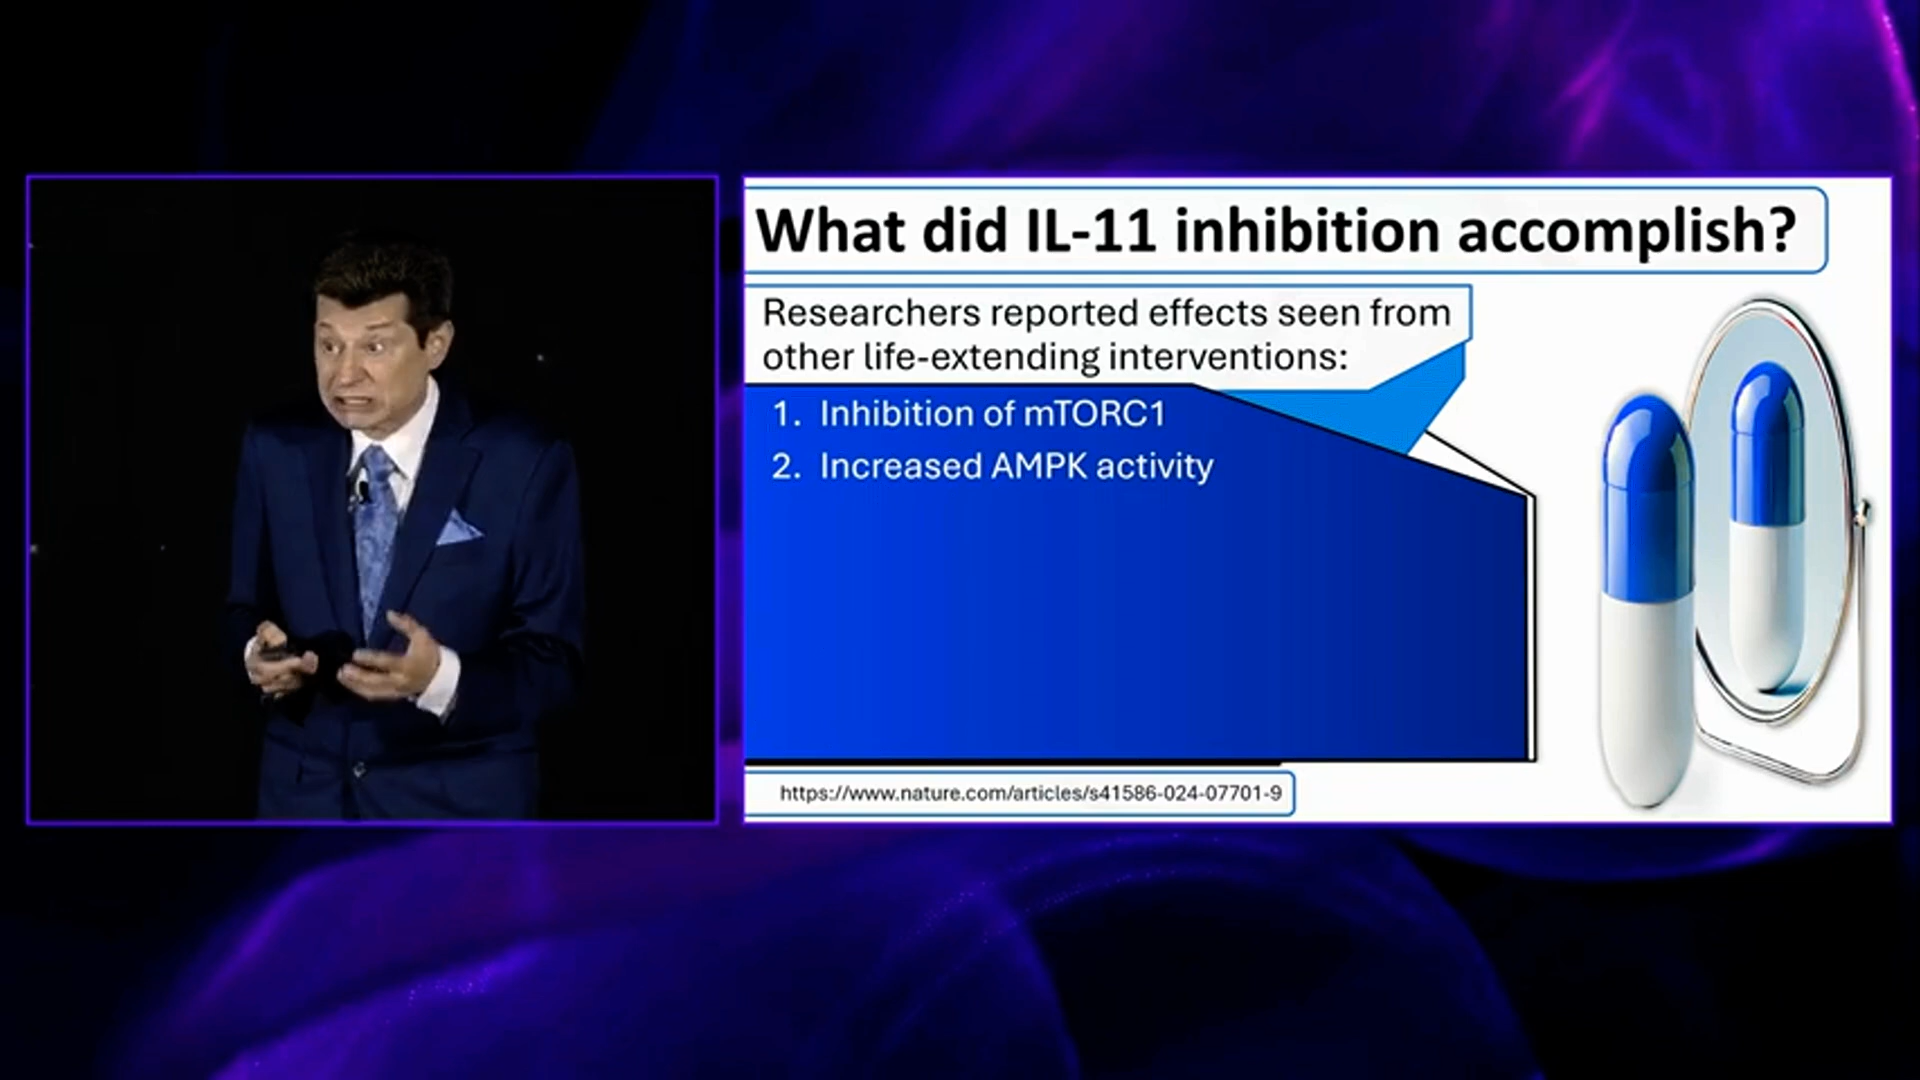 What did IL-11 inhibition accomplish?
Researchers reported effects seen from
other life-extending interventions:
1. Inhibition of mTORC1
2. Increased AMPK activity
https://www.nature.com/articles/s41586-024-07701-9